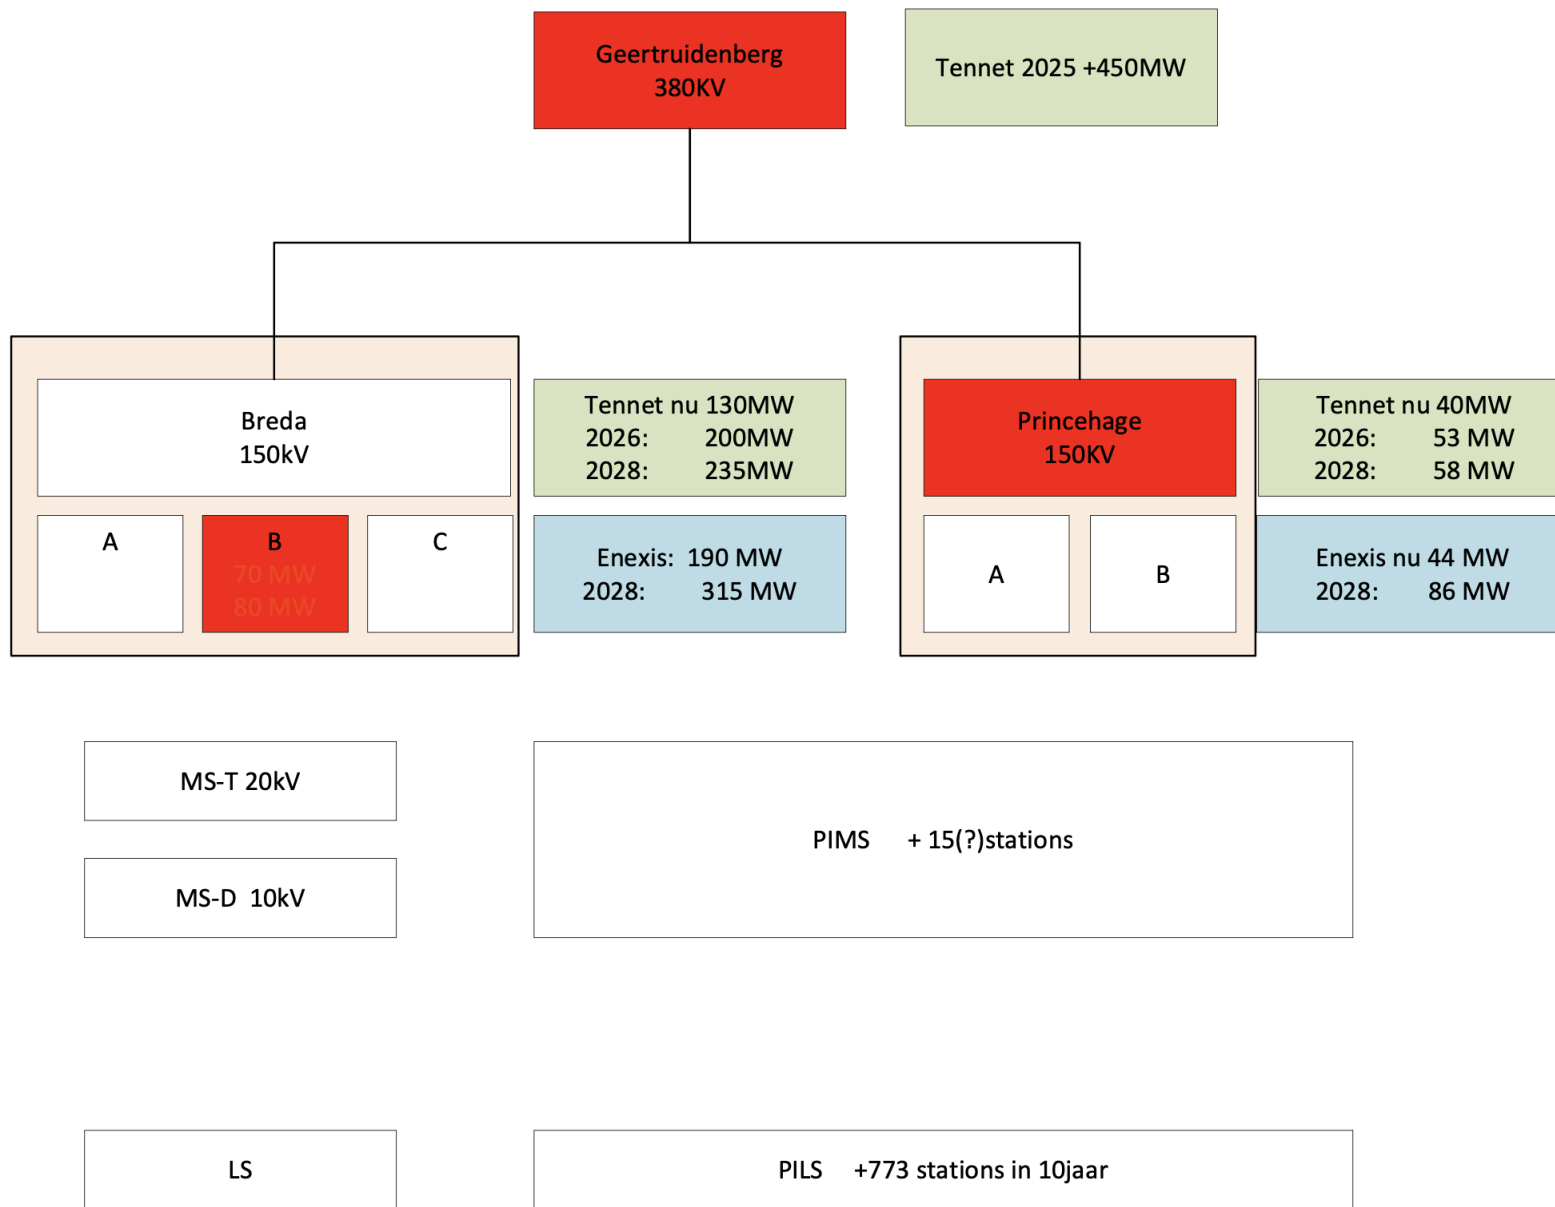 Geertruidenberg
380KV
Tennet 2025 +450MW
Breda
150kV
Tennet nu 130MW
2026: 200MW
2028: 235MW
Princehage
150KV
Tennet nu 40MW
2026: 53 MW
2028: 58 MW
A
B
70 MW
80 MW
C
Enexis: 190 MW
2028: 315 MW
A
B
Enexis nu 44 MW
2028: 86 MW
MS-T 20kV
MS-D 10kV
PIMS + 15(?)stations
LS
PILS +773 stations in 10jaar